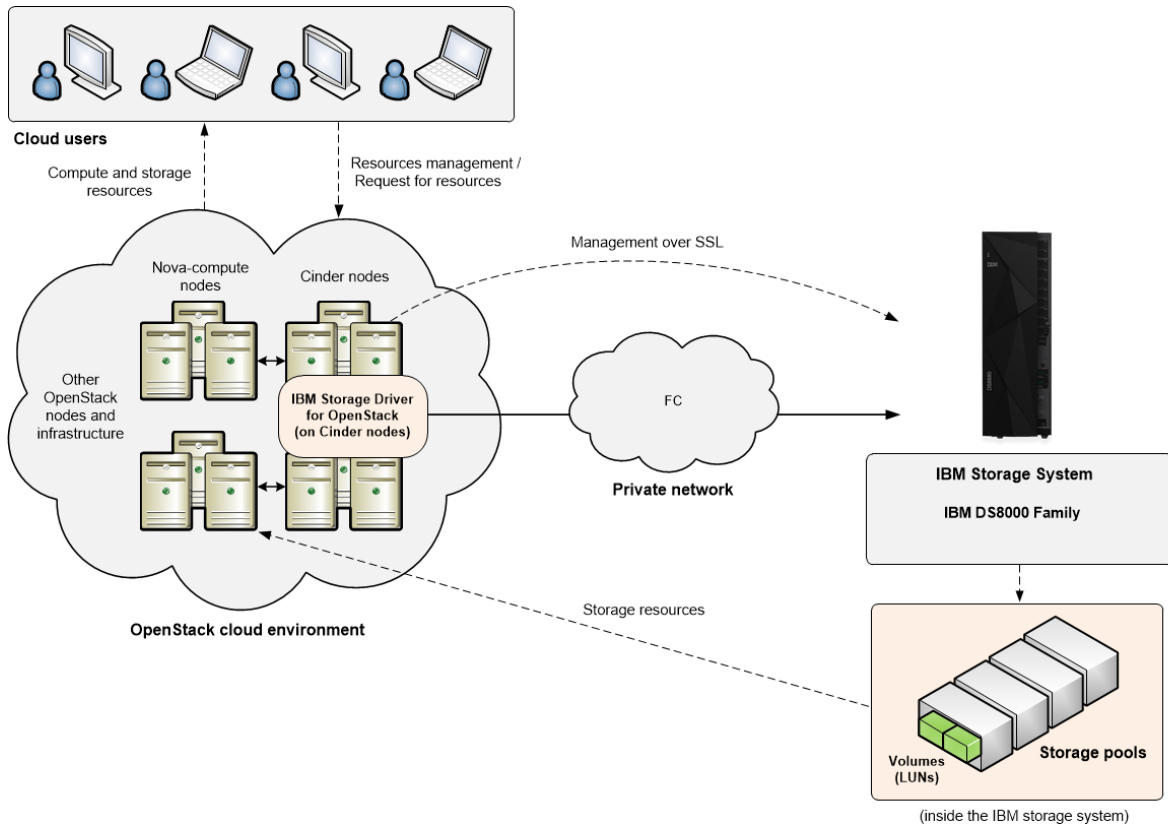 Cloud users
Compute and storage
resources
Resources management /
Request for resources
Management over SSL
Nova-compute
nodes
Cinder nodes
Other
OpenStack
nodes and
infrastructure
IBM Storage Driver
for OpenStack
(on Cinder nodes)
FC
Private network
IBM
DS8000
IBM Storage System
IBM DS8000 Family
OpenStack cloud environment
Storage resources
Volumes
(LUNs)
Storage pools
(inside the IBM storage system)